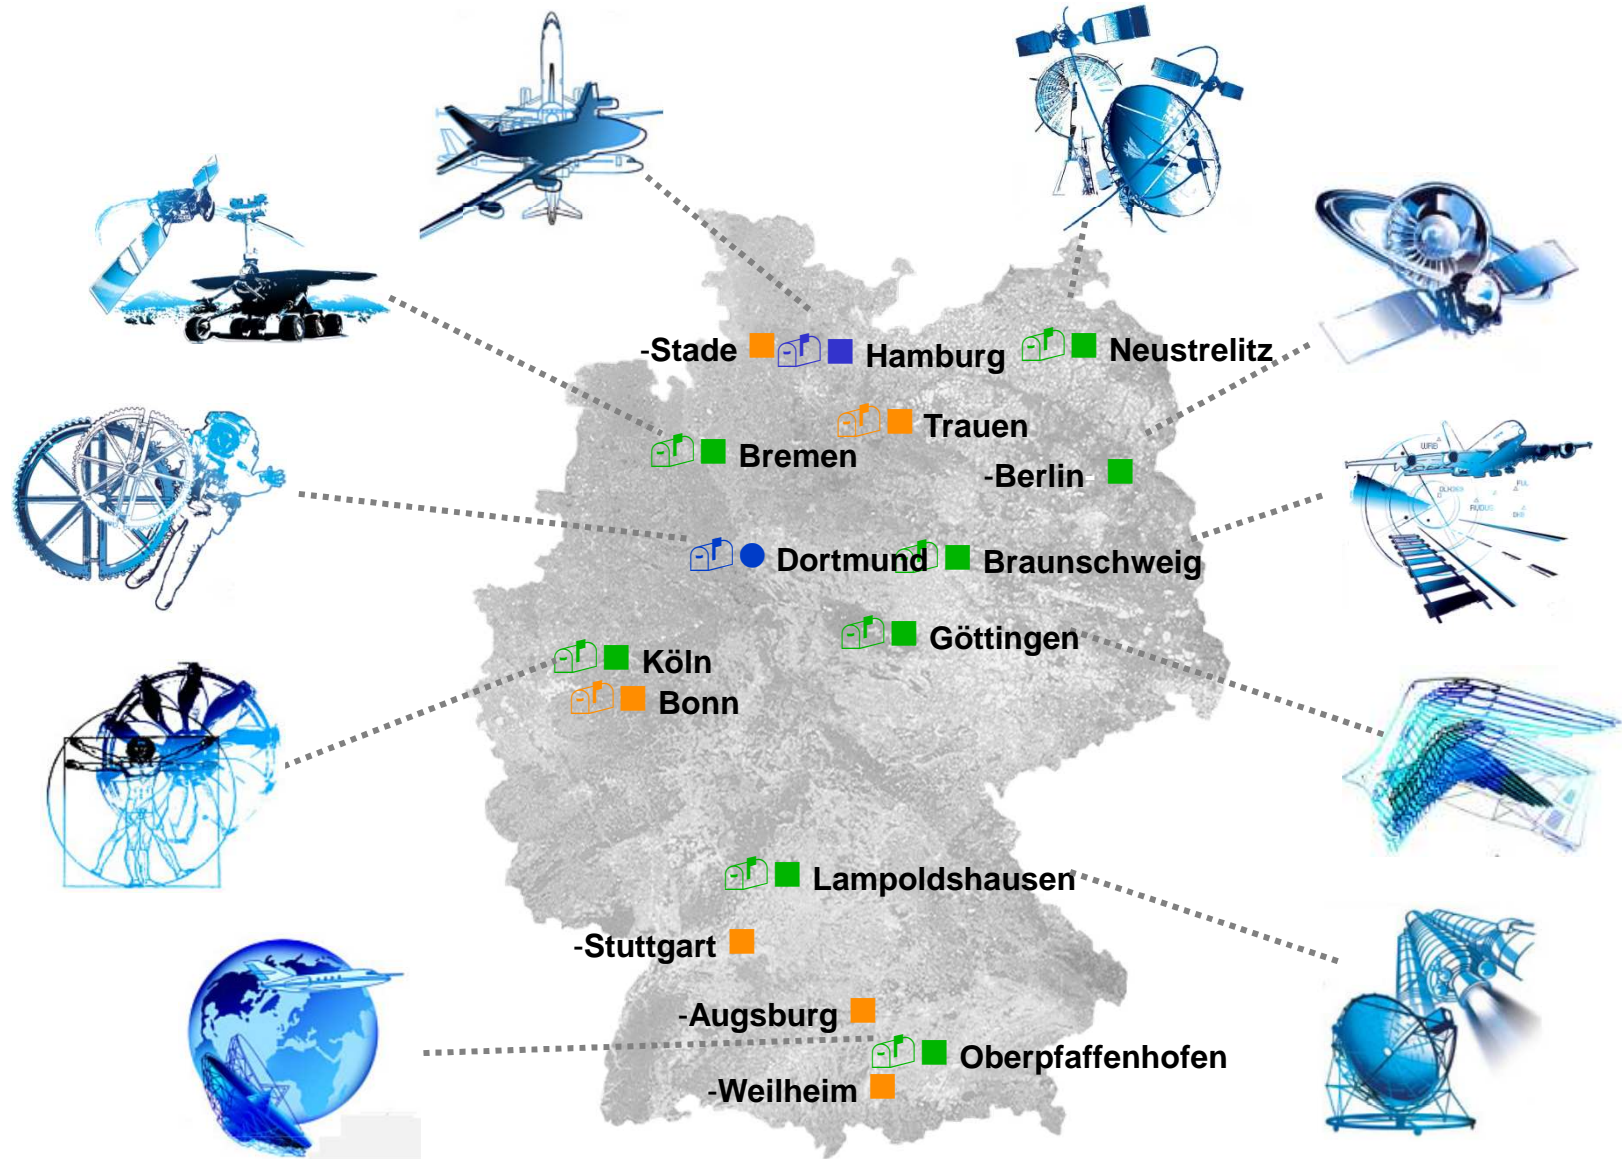 -Stade
Hamburg
Neustrelitz
Trauen
Bremen
-Berlin
Dortmund
Braunschweig
Göttingen
Köln
Bonn
Lampoldshausen
-Stuttgart
-Augsburg
Oberpfaffenhofen
-Weilheim